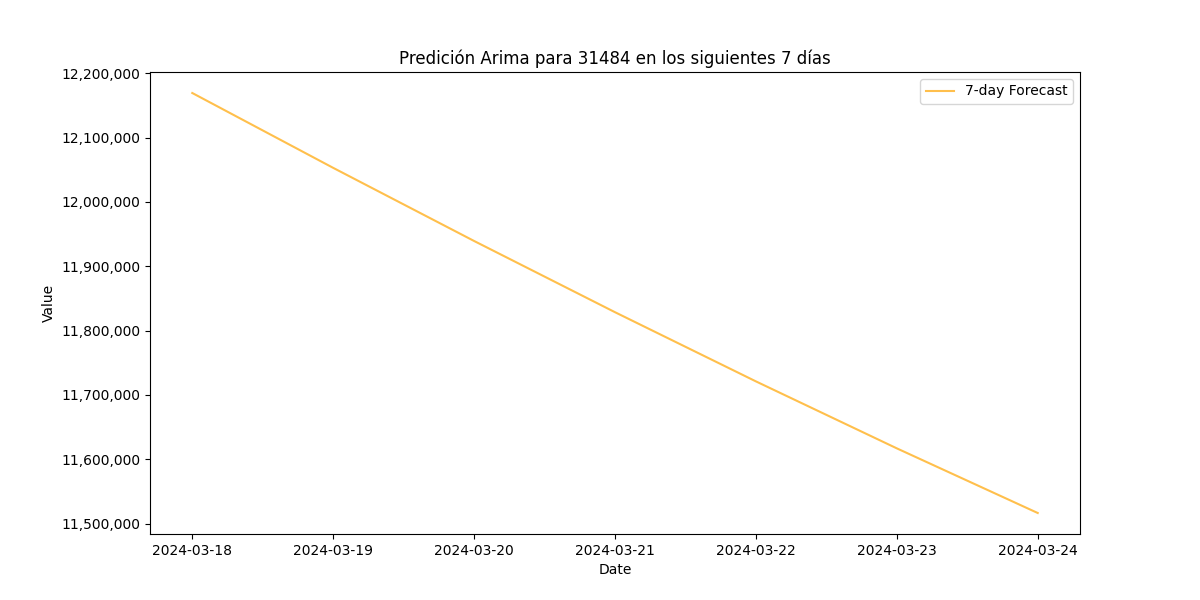 Predición Arima para 31484 en los siguientes 7 días
7-day Forecast
12,200,000
12,100,000
12,000,000
11,900,000
11,800,000
11,700,000
11,600,000
11,500,000
Value
2024-03-18 2024-03-19 2024-03-20 2024-03-21 2024-03-22 2024-03-23 2024-03-24
Date